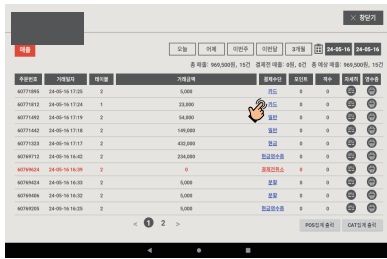 × 창닫기
매출 오늘 어제 이번주 이번달 3개월 24-05-16 24-05-16
총 매출: 969,500원, 15건 결제전 매출: 0원, 0건 총 예상 매출: 969,500원, 15건
주문번호 거래일자 테이블 거래금액 결제수단 포인트 객수 자세히 영수증
60771895 24-05-16 17:25 2 5,000 카드 0 0
60771812 24-05-16 17:24 1 23,000 카드 0 0
60771492 24-05-16 17:19 2 54,000 일반 0 0
60771442 24-05-16 17:18 2 149,000 일반 0 0
60771323 24-05-16 17:17 2 432,000 현금 0 0
60769712 24-05-16 16:42 2 234,000 현금영수증 0 0
60769624 24-05-16 16:39 2 0 결제전취소 0 0
60769424 24-05-16 16:33 2 5,000 분할 0 0
60769406 24-05-16 16:32 2 5,000 분할 0 0
60769205 24-05-16 16:25 2 5,000 현금영수증 0 0
< 1 2 >
POS집계 출력 CAT집계 출력